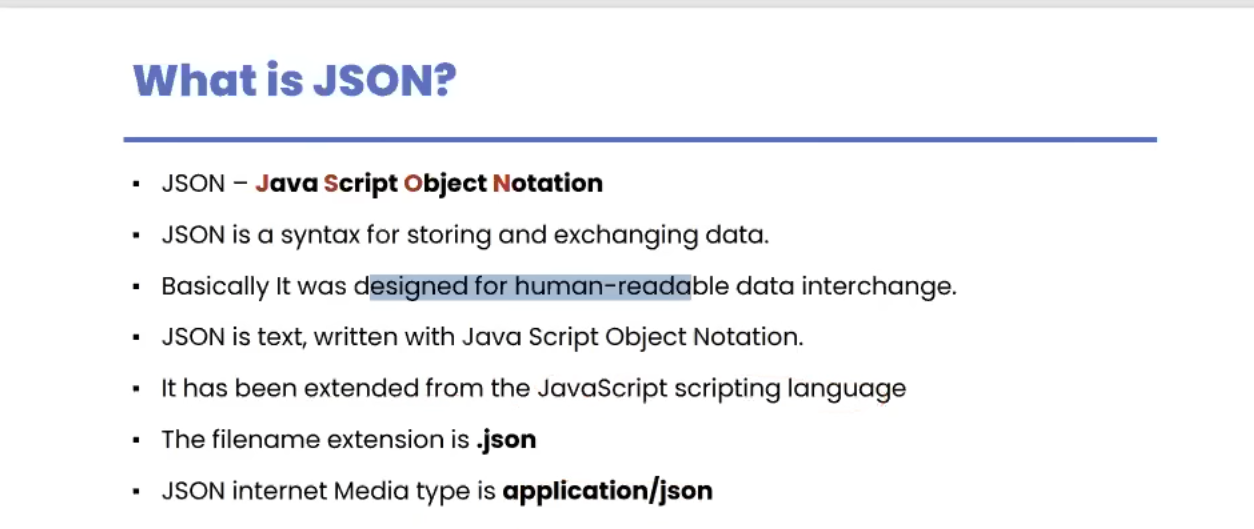 What is JSON?
▪ JSON – Java Script Object Notation
▪ JSON is a syntax for storing and exchanging data.
▪ Basically It was designed for human-readable data interchange.
▪ JSON is text, written with Java Script Object Notation.
▪ It has been extended from the JavaScript scripting language
▪ The filename extension is .json
▪ JSON internet Media type is application/json